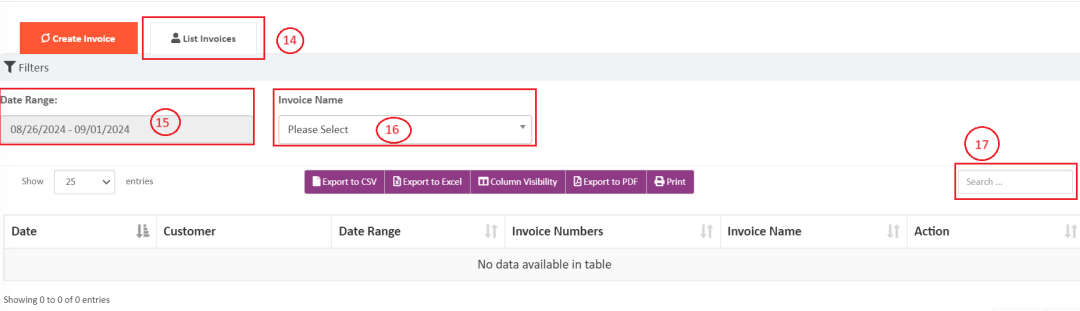 Create Invoice List Invoices 14
Filters
Date Range: Invoice Name
08/26/2024 - 09/01/2024 15 Please Select 16
17
Show 25 entries Export to CSV Export to Excel Column Visibility Export to PDF Print Search ...
Date Customer Date Range Invoice Numbers Invoice Name Action
No data available in table
Showing 0 to 0 of 0 entries